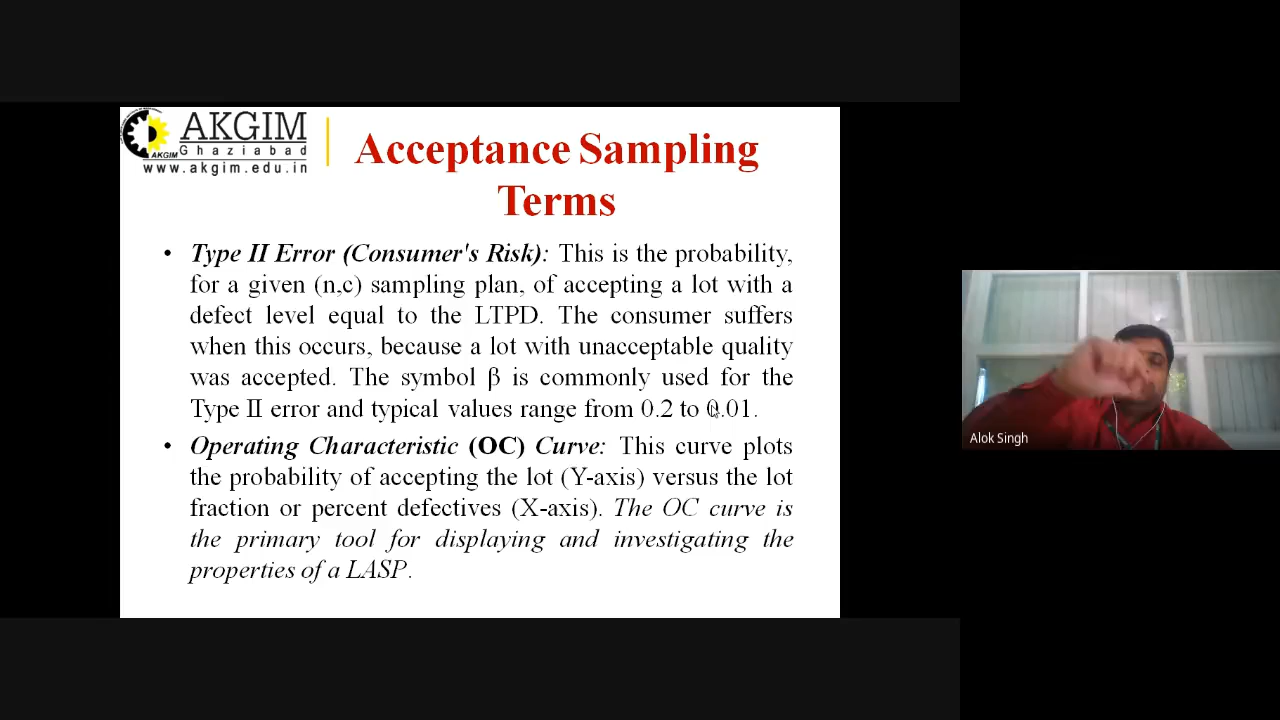 AKGIM
Ghaziabad
AKGIM
www.akgim.edu.in
Acceptance Sampling
Terms
• Type II Error (Consumer's Risk): This is the probability,
for a given (n,c) sampling plan, of accepting a lot with a
defect level equal to the LTPD. The consumer suffers
when this occurs, because a lot with unacceptable quality
was accepted. The symbol β is commonly used for the
Type II error and typical values range from 0.2 to 0.01.
• Operating Characteristic (OC) Curve: This curve plots
the probability of accepting the lot (Y-axis) versus the lot
fraction or percent defectives (X-axis). The OC curve is
the primary tool for displaying and investigating the
properties of a LASP.
Alok Singh